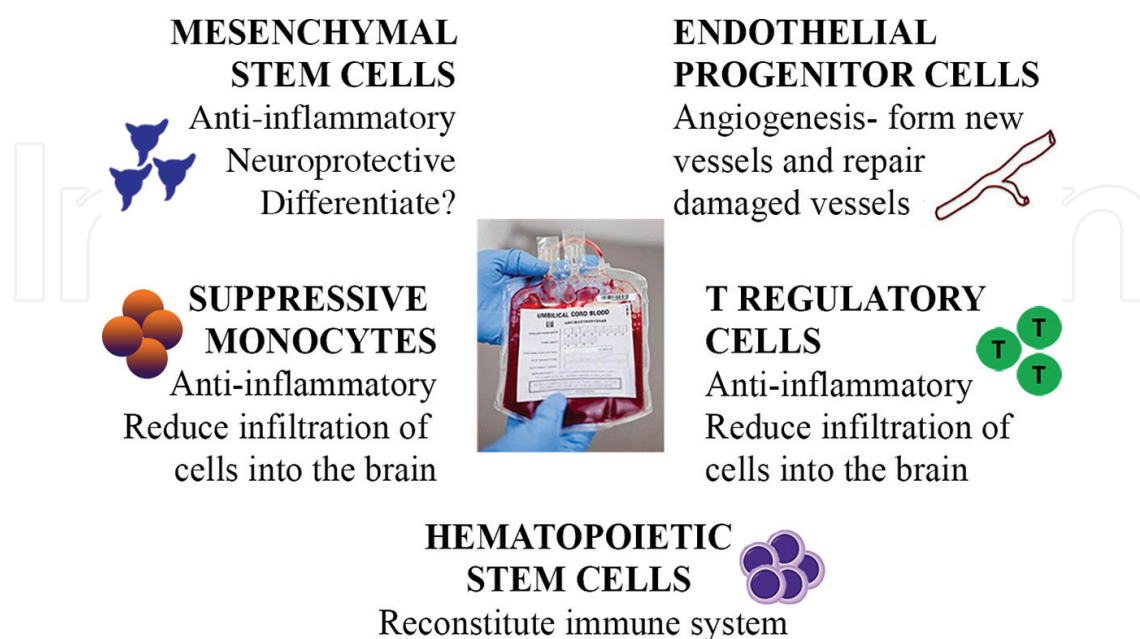 MESENCHYMAL
STEM CELLS
Anti-inflammatory
Neuroprotective
Differentiate?
ENDOTHELIAL
PROGENITOR CELLS
Angiogenesis- form new
vessels and repair
damaged vessels
SUPPRESSIVE
MONOCYTES
Anti-inflammatory
Reduce infiltration of
cells into the brain
UMBILICAL CORD BLOOD
T REGULATORY
CELLS
Anti-inflammatory
Reduce infiltration of
cells into the brain
T
T
T
HEMATOPOIETIC
STEM CELLS
Reconstitute immune system